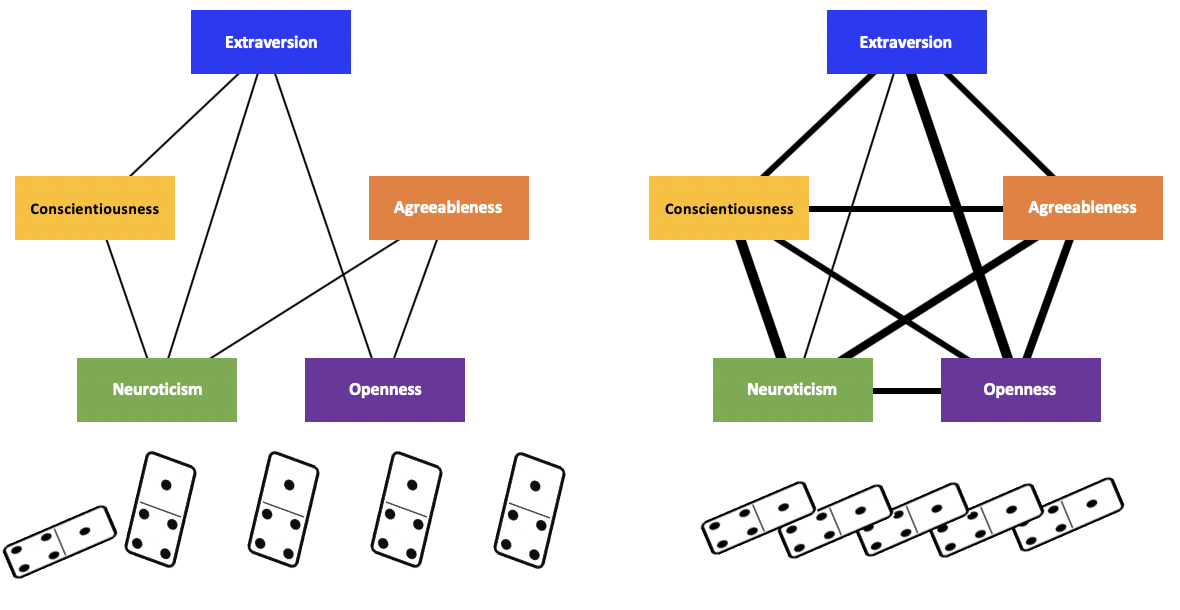 Extraversion
Extraversion
Conscientiousness
Agreeableness
Conscientiousness
Agreeableness
Neuroticism
Openness
Neuroticism
Openness